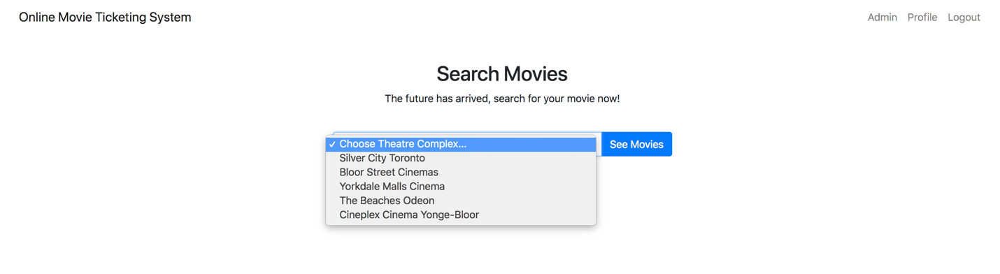 Online Movie Ticketing System
Admin Profile Logout
Search Movies
The future has arrived, search for your movie now!
✓ Choose Theatre Complex...
See Movies
Silver City Toronto
Bloor Street Cinemas
Yorkdale Malls Cinema
The Beaches Odeon
Cineplex Cinema Yonge-Bloor